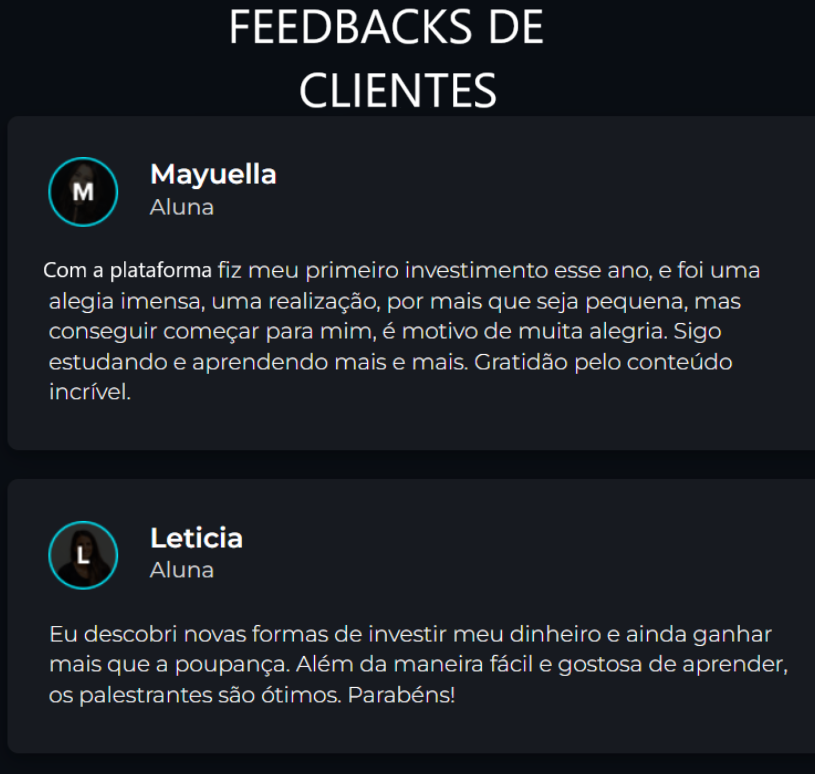 FEEDBACKS DE
CLIENTES
M
Mayuella
Aluna
Com a plataforma fiz meu primeiro investimento esse ano, e foi uma
alegia imensa, uma realização, por mais que seja pequena, mas
conseguir começar para mim, é motivo de muita alegria. Sigo
estudando e aprendendo mais e mais. Gratidão pelo conteúdo
incrível.
L
Leticia
Aluna
Eu descobri novas formas de investir meu dinheiro e ainda ganhar
mais que a poupança. Além da maneira fácil e gostosa de aprender,
os palestrantes são ótimos. Parabéns!